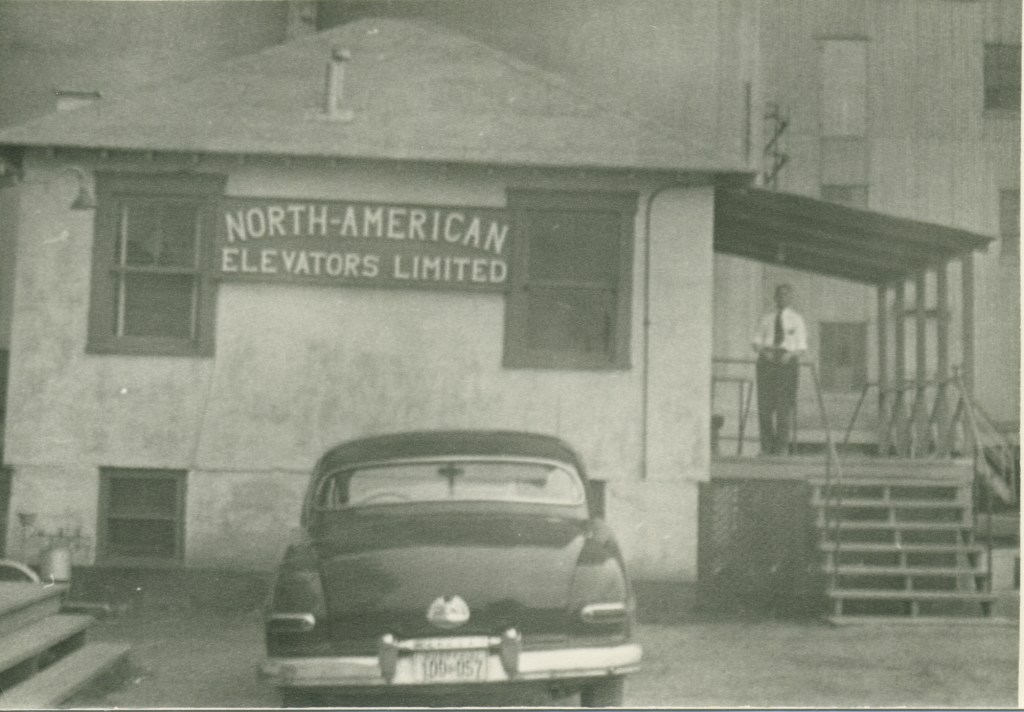 NORTH-AMERICAN
ELEVATORS LIMITED
100•057